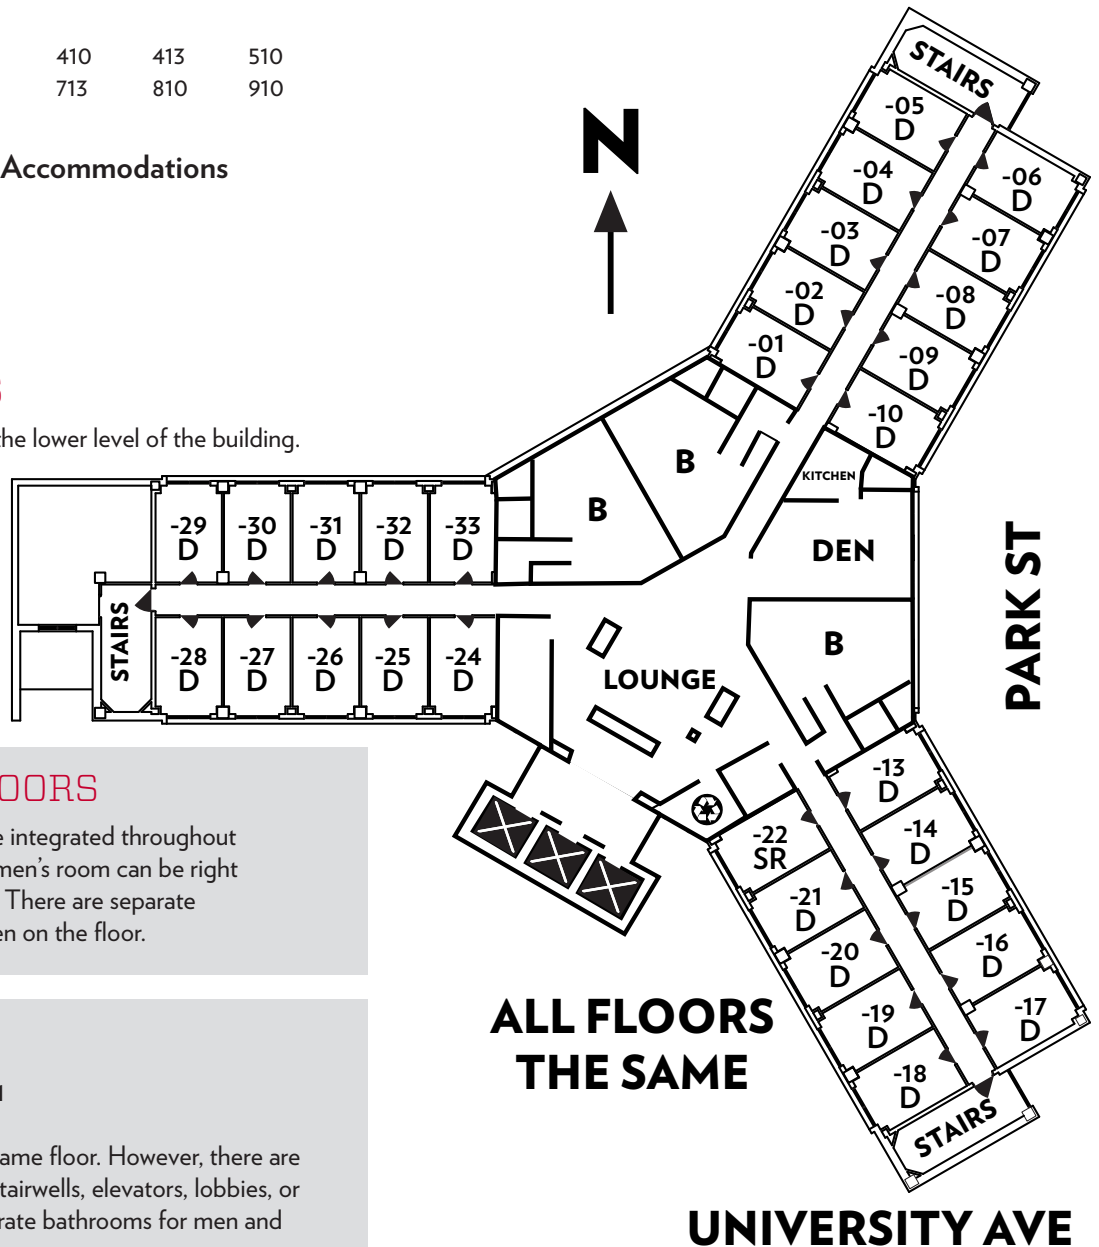 410 413 510
713 810 910
Accommodations
S
the lower level of the building.
OORS
e integrated throughout
men's room can be right
There are separate
en on the floor.
ame floor. However, there are
tairwells, elevators, lobbies, or
rate bathrooms for men and
N
STAIRS
-05
D
-04
D
-03
D
-02
D
-01
D
-06
D
-07
D
-08
D
-09
D
-10
D
B
B
KITCHEN
DEN
PARK ST
-29
D
-30
D
-31
D
-32
D
-33
D
STAIRS
-28
D
-27
D
-26
D
-25
D
-24
D
LOUNGE
B
-13
D
-14
D
-15
D
-16
D
-17
D
-22
SR
-21
D
-20
D
-19
D
-18
D
STAIRS
ALL FLOORS
THE SAME
UNIVERSITY AVE